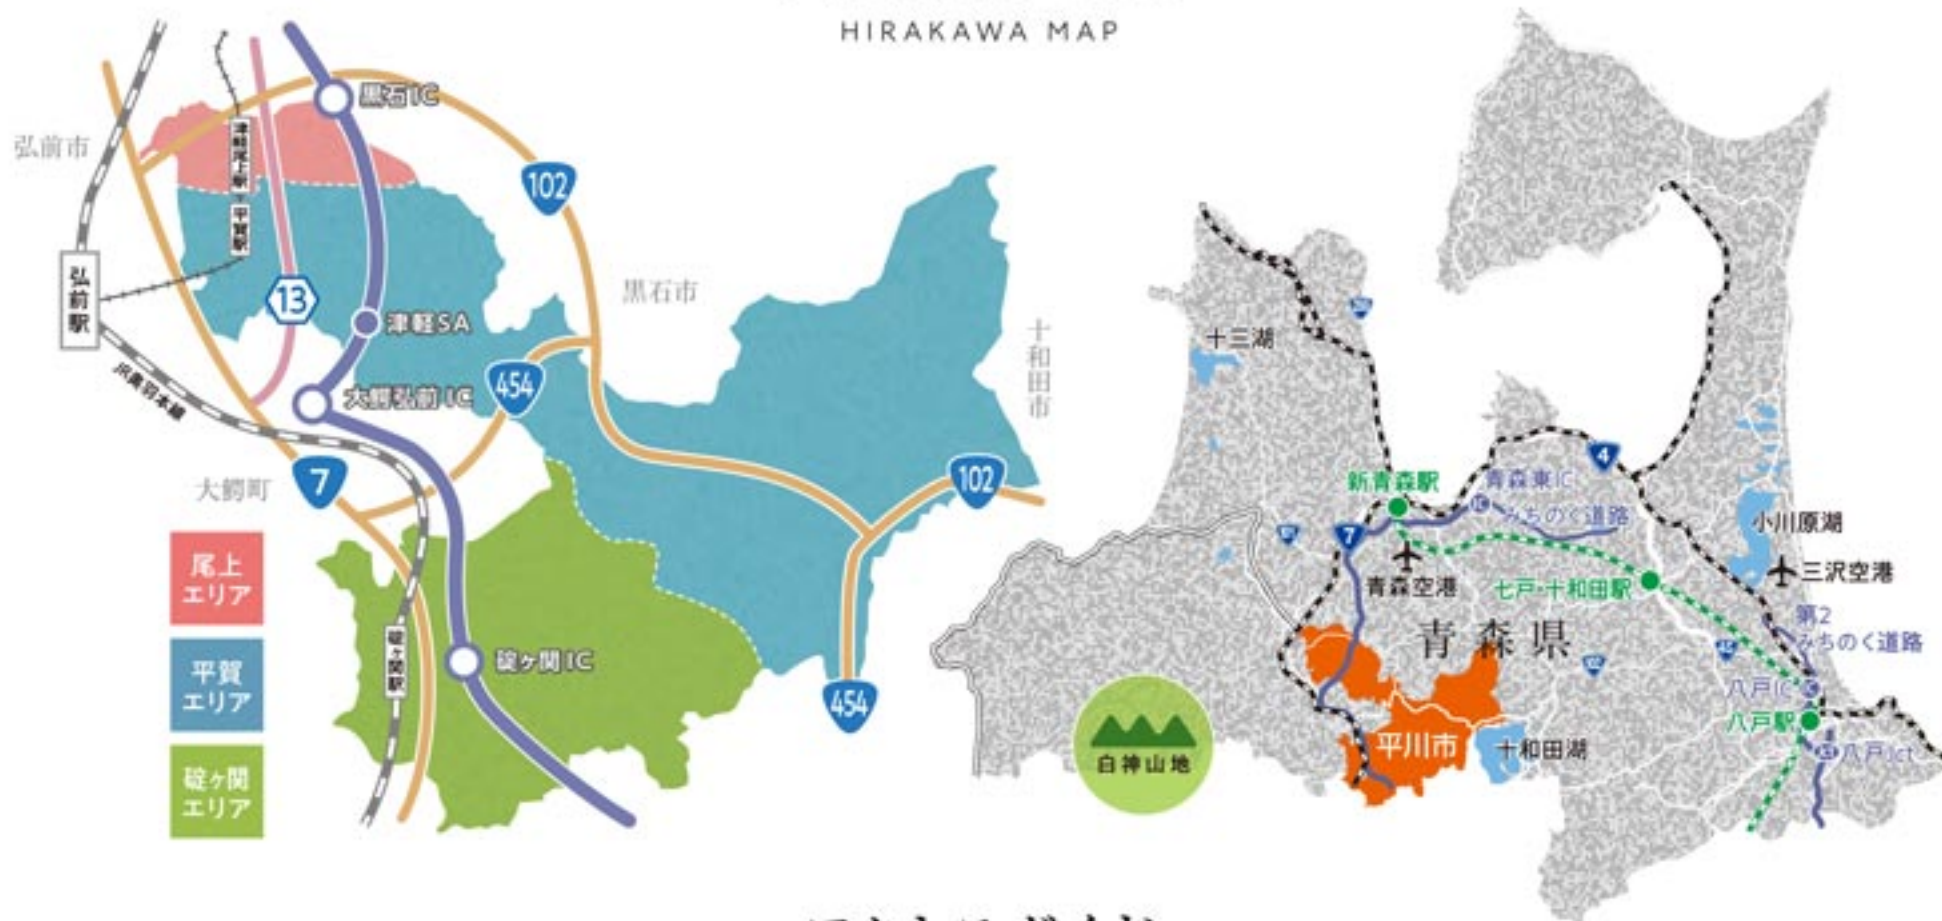 HIRAKAWA MAP
黒石IC
弘前市
津軽尾上駅
平賀駅
102
弘前駅
13
黒石市
十和田市
津軽SA
454
大鰐弘前IC
JR奥羽本線
大鰐町
7
102
尾上
エリア
平賀
エリア
碇ヶ関
エリア
碇ヶ関駅
碇ヶ関IC
454
十三湖
4
新青森駅
青森東IC
みちのく道路
7
青森空港
小川原湖
三沢空港
七戸・十和田駅
青森県
第2
みちのく道路
八戸IC
八戸駅
八戸Jct
平川市
十和田湖
白神山地